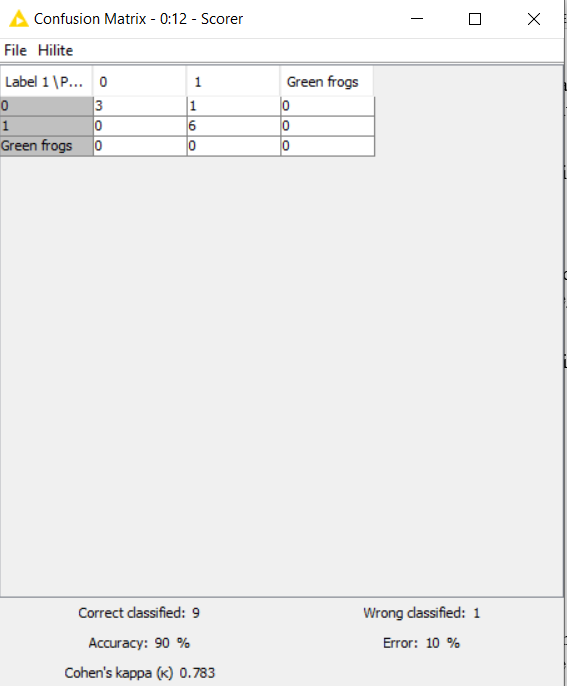 Confusion Matrix - 0:12 - Scorer
File Hilite
Label 1 \ P... 0 1 Green frogs
0 3 1 0
1 0 6 0
Green frogs 0 0 0
Correct classified: 9 Wrong classified: 1
Accuracy: 90 % Error: 10 %
Cohen's kappa (κ) 0.783